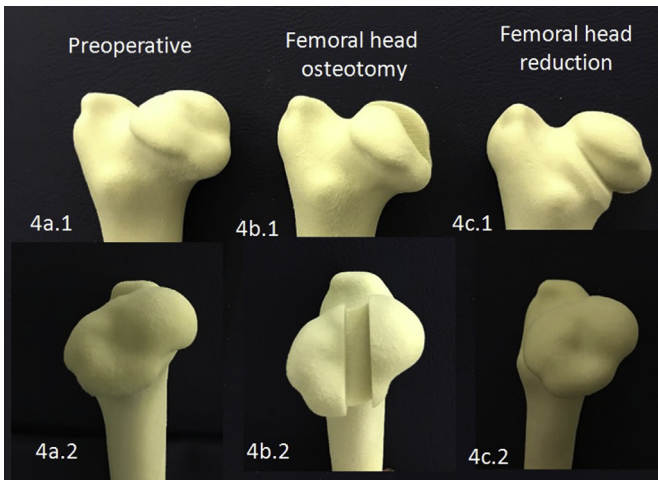 Preoperative
Femoral head
osteotomy
Femoral head
reduction
4a.1
4b.1
4c.1
4a.2
4b.2
4c.2